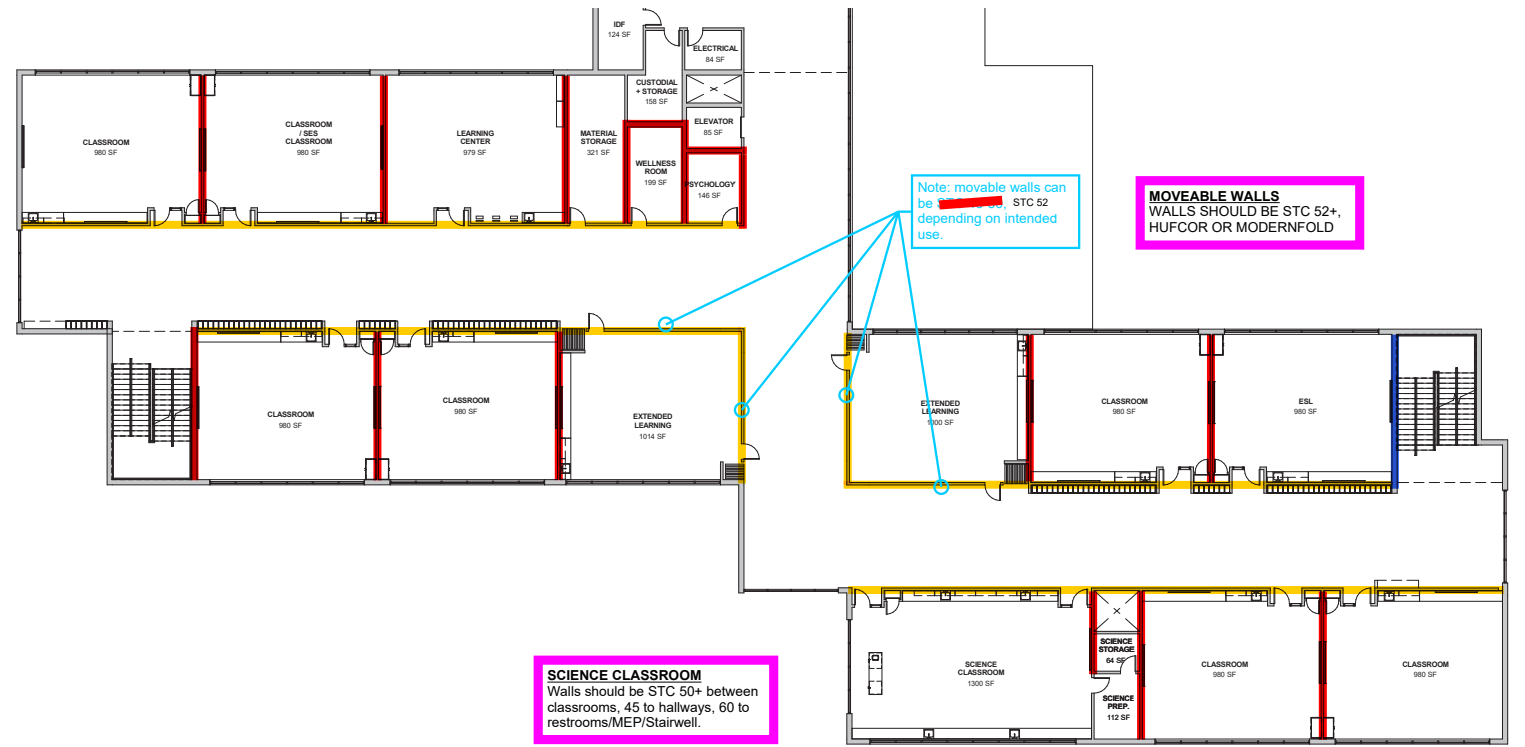 IDF
124 SF
ELECTRICAL
84 SF
CUSTODIAL
+ STORAGE
158 SF
ELEVATOR
85 SF
CLASSROOM
980 SF
CLASSROOM
/ SES
CLASSROOM
980 SF
LEARNING
CENTER
979 SF
MATERIAL
STORAGE
321 SF
WELLNESS
ROOM
199 SF
PSYCHOLOGY
146 SF
Note: movable walls can
be STC 52
depending on intended
use.
MOVEABLE WALLS
WALLS SHOULD BE STC 52+,
HUFCOR OR MODERNFOLD
CLASSROOM
980 SF
CLASSROOM
980 SF
EXTENDED
LEARNING
1014 SF
EXTENDED
LEARNING
1000 SF
CLASSROOM
980 SF
ESL
980 SF
SCIENCE CLASSROOM
Walls should be STC 50+ between
classrooms, 45 to hallways, 60 to
restrooms/MEP/Stairwell.
SCIENCE
CLASSROOM
1300 SF
SCIENCE
STORAGE
64 SF
SCIENCE
PREP.
112 SF
CLASSROOM
980 SF
CLASSROOM
980 SF